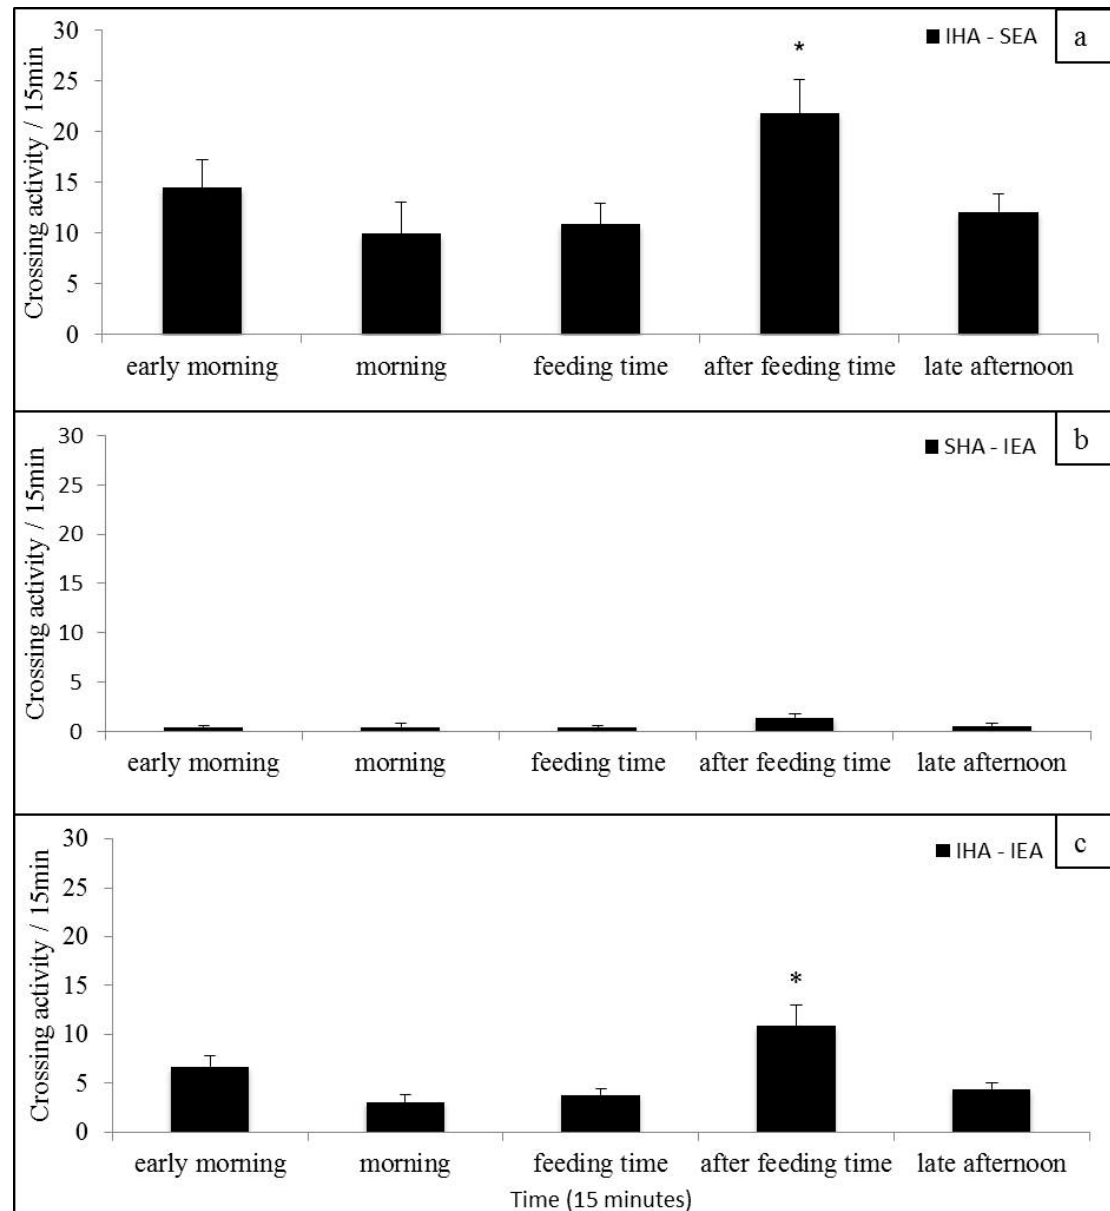 IHA - SEA
a
*
Crossing activity / 15min
30
25
20
15
10
5
0
early morning morning feeding time after feeding time late afternoon
SHA - IEA
b
Crossing activity / 15min
30
25
20
15
10
5
0
early morning morning feeding time after feeding time late afternoon
IHA - IEA
c
*
Crossing activity / 15min
30
25
20
15
10
5
0
early morning morning feeding time after feeding time late afternoon
Time (15 minutes)